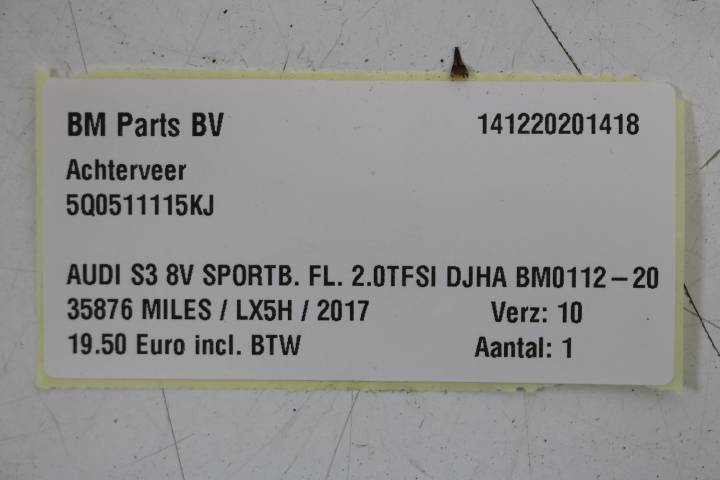 BM Parts BV 141220201418
Achterveer
5Q0511115KJ
AUDI S3 8V SPORTB. FL. 2.0TFSI DJHA BM0112-20
35876 MILES / LX5H / 2017 Verz: 10
19.50 Euro incl. BTW Aantal: 1